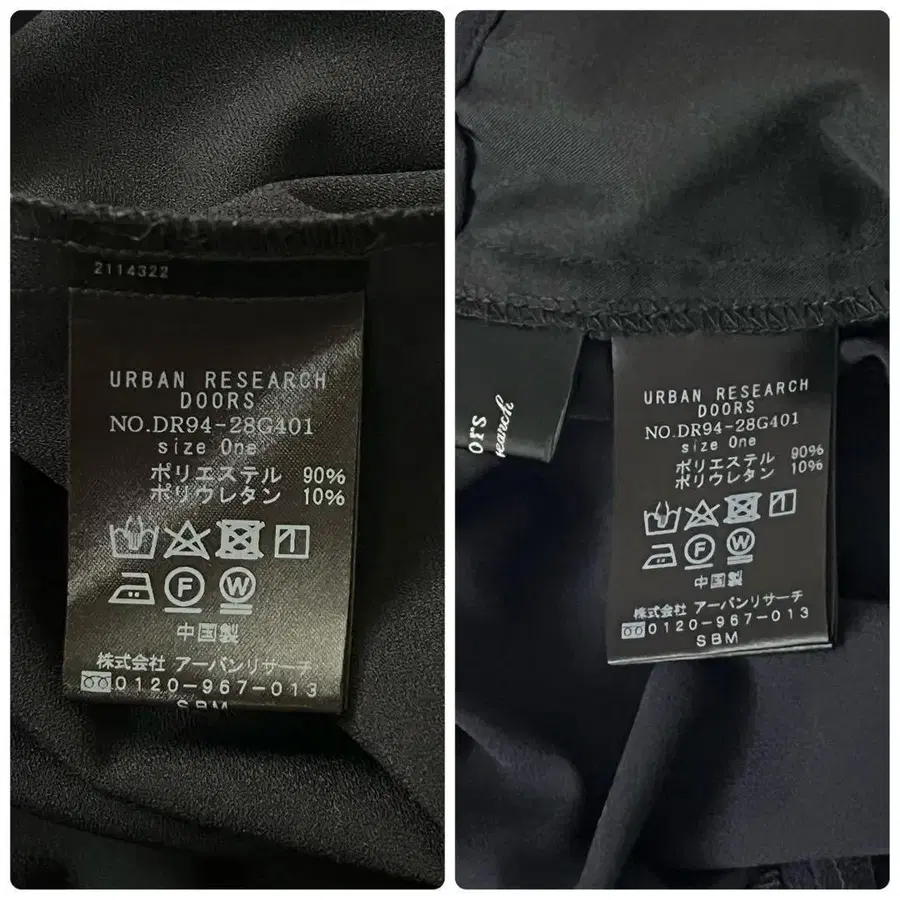 2114322
URBAN RESEARCH
DOORS
NO.DR94-28G401
size One
ポリエステル 90%
ポリウレタン 10%
1
F W
中国製
株式会社 アーバンリサーチ
0120-967-013
SBM
ors
search
URBAN RESEARCH
DOORS
NO.DR94-28G401
size One
ポリエステル 90%
ポリウレタン 10%
1
F W
中国製
株式会社 アーバンリサーチ
0120-967-013
SBM